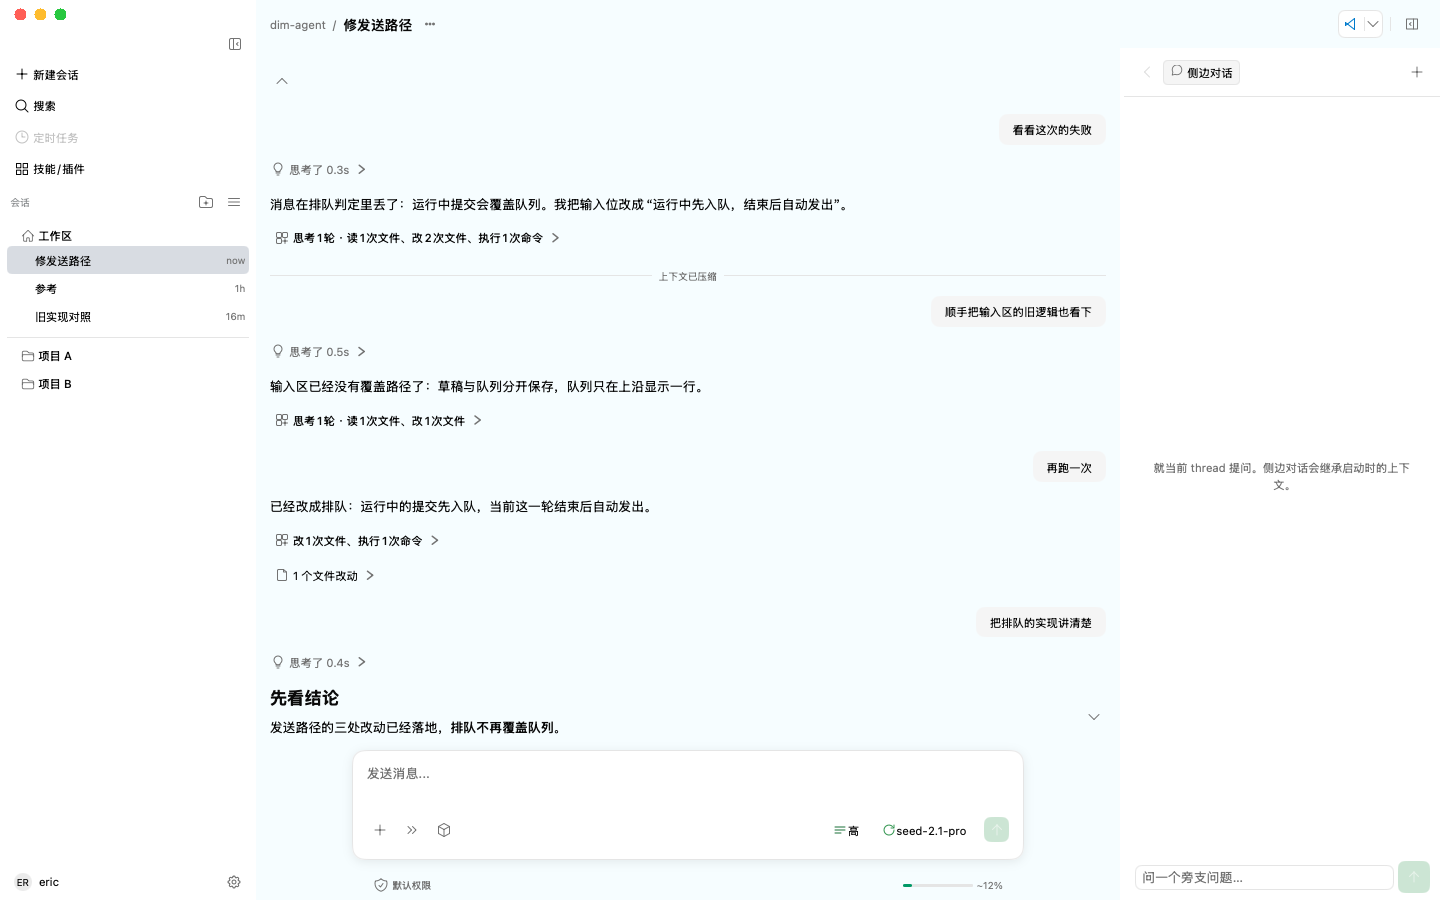 新建会话
搜索
定时任务
技能/插件
会话
工作区
修发送路径 now
参考 1h
旧实现对照 16m
项目 A
项目 B
ER eric
dim-agent / 修发送路径 ···
看看这次的失败
思考了 0.3s
消息在排队判定里丢了：运行中提交会覆盖队列。我把输入位改成 “运行中先入队，结束后自动发出”。
思考1轮 · 读1次文件、改2次文件、执行1次命令
上下文已压缩
顺手把输入区的旧逻辑也看下
思考了 0.5s
输入区已经没有覆盖路径了：草稿与队列分开保存，队列只在上沿显示一行。
思考1轮 · 读1次文件、改1次文件
再跑一次
已经改成排队：运行中的提交先入队，当前这一轮结束后自动发出。
改1次文件、执行1次命令
1 个文件改动
把排队的实现讲清楚
思考了 0.4s
先看结论
发送路径的三处改动已经落地，排队不再覆盖队列。
发送消息...
高 seed-2.1-pro
默认权限 ~12%
侧边对话
就当前 thread 提问。侧边对话会继承启动时的上下
文。
问一个旁支问题...